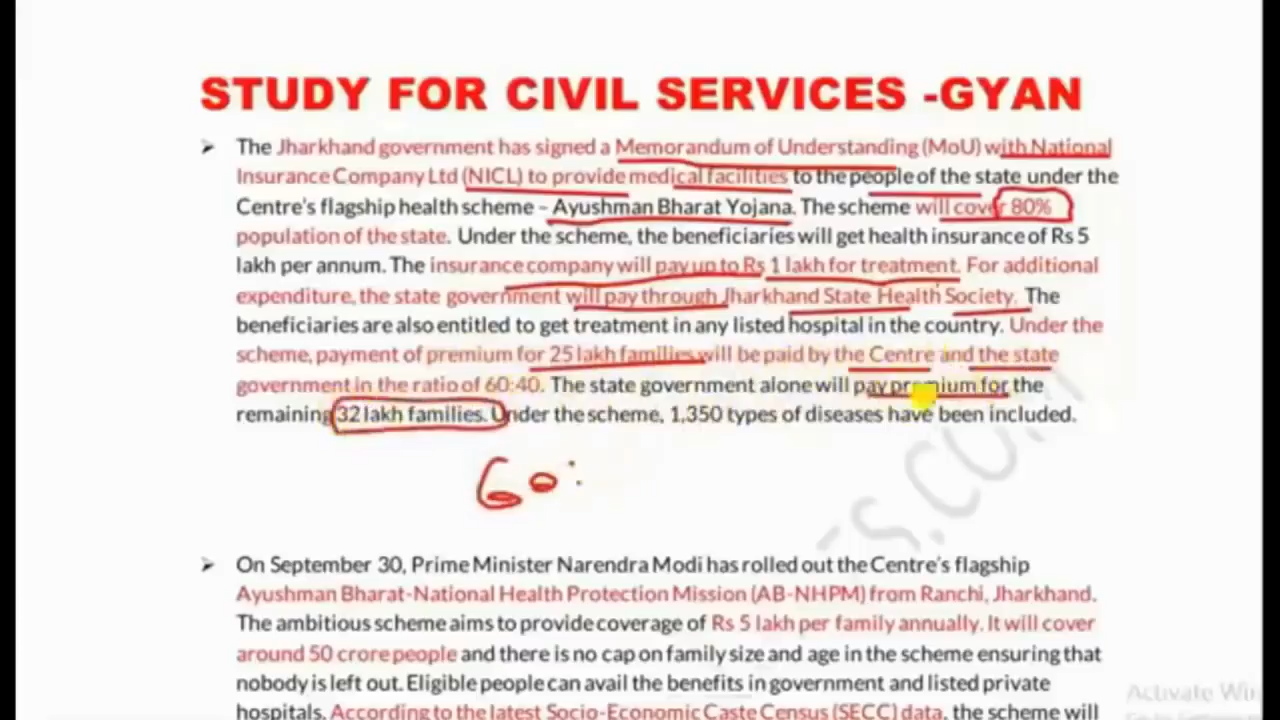 STUDY FOR CIVIL SERVICES -GYAN
➤ The Jharkhand government has signed a Memorandum of Understanding (MoU) with National
Insurance Company Ltd (NICL) to provide medical facilities to the people of the state under the
Centre's flagship health scheme – Ayushman Bharat Yojana. The scheme will cover 80%
population of the state. Under the scheme, the beneficiaries will get health insurance of Rs 5
lakh per annum. The insurance company will pay up to Rs 1 lakh for treatment. For additional
expenditure, the state government will pay through Jharkhand State Health Society. The
beneficiaries are also entitled to get treatment in any listed hospital in the country. Under the
scheme, payment of premium for 25 lakh families will be paid by the Centre and the state
government in the ratio of 60:40. The state government alone will pay premium for the
remaining 32 lakh families. Under the scheme, 1,350 types of diseases have been included.
60:
➤ On September 30, Prime Minister Narendra Modi has rolled out the Centre's flagship
Ayushman Bharat-National Health Protection Mission (AB-NHPM) from Ranchi, Jharkhand.
The ambitious scheme aims to provide coverage of Rs 5 lakh per family annually. It will cover
around 50 crore people and there is no cap on family size and age in the scheme ensuring that
nobody is left out. Eligible people can avail the benefits in government and listed private
hospitals. According to the latest Socio-Economic Caste Census (SECC) data, the scheme will
Activate Win